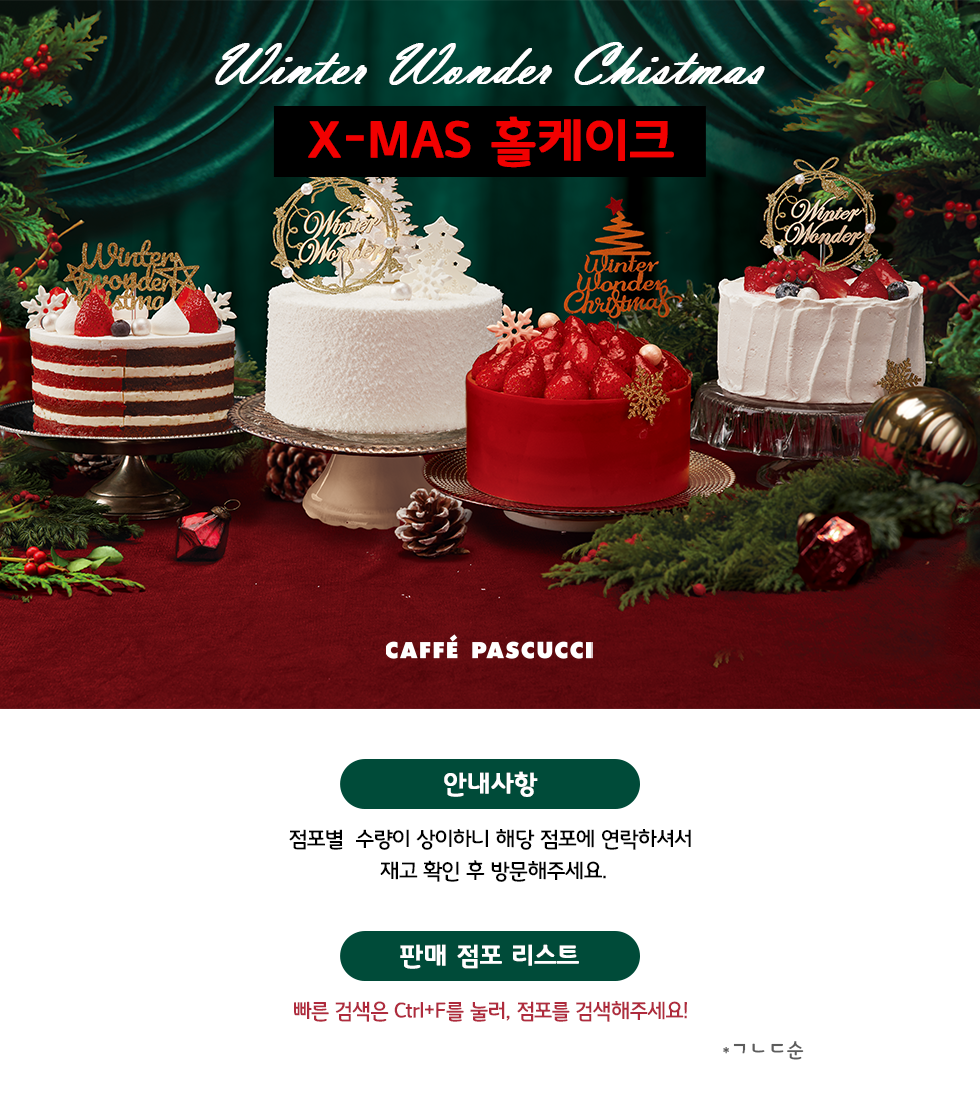 Winter Wonder Chistmas
X-MAS 홀케이크
Winter
Wonder
Winter
Wonder
Winter
wonder
Winter
Wonder
Christmas
CAFFÉ PASCUCCI
안내사항
점포별 수량이 상이하니 해당 점포에 연락하셔서
재고 확인 후 방문해주세요.
판매 점포 리스트
빠른 검색은 Ctrl+F를 눌러, 점포를 검색해주세요!
*ㄱㄴㄷ순